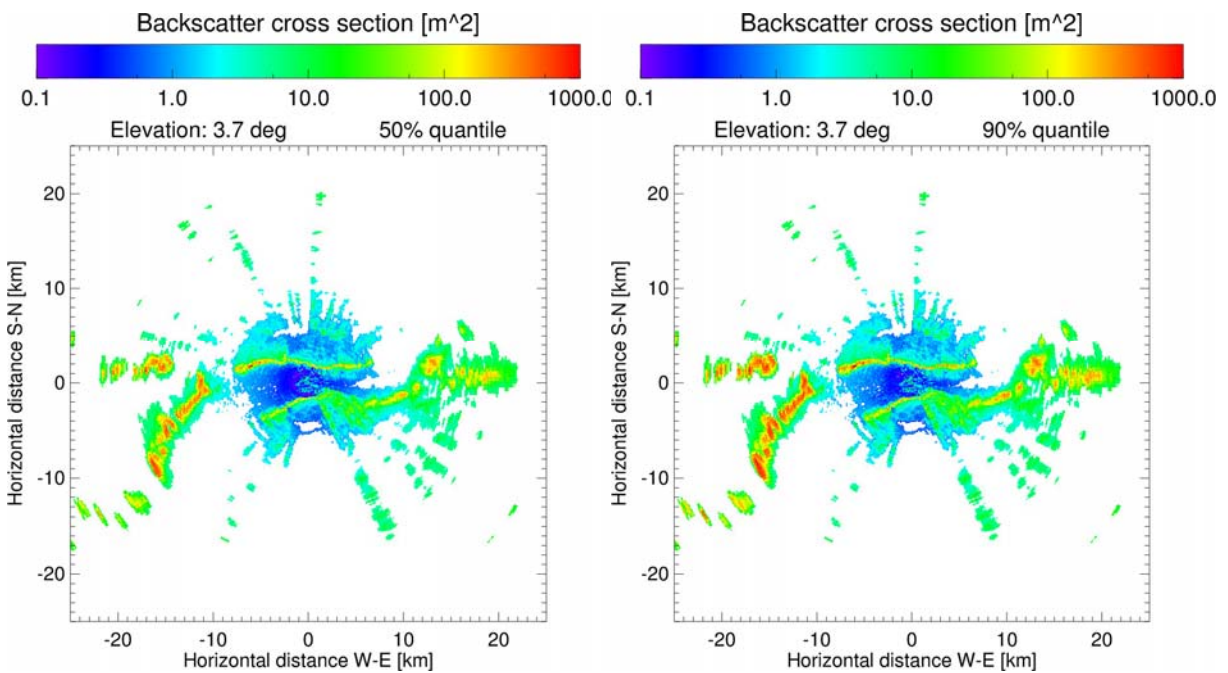 Backscatter cross section [m^2]
0.1 1.0 10.0 100.0 1000.0
Elevation: 3.7 deg 50% quantile
Horizontal distance S-N [km]
20
10
0
-10
-20
-20 -10 0 10 20
Horizontal distance W-E [km]
Backscatter cross section [m^2]
0.1 1.0 10.0 100.0 1000.0
Elevation: 3.7 deg 90% quantile
Horizontal distance S-N [km]
20
10
0
-10
-20
-20 -10 0 10 20
Horizontal distance W-E [km]